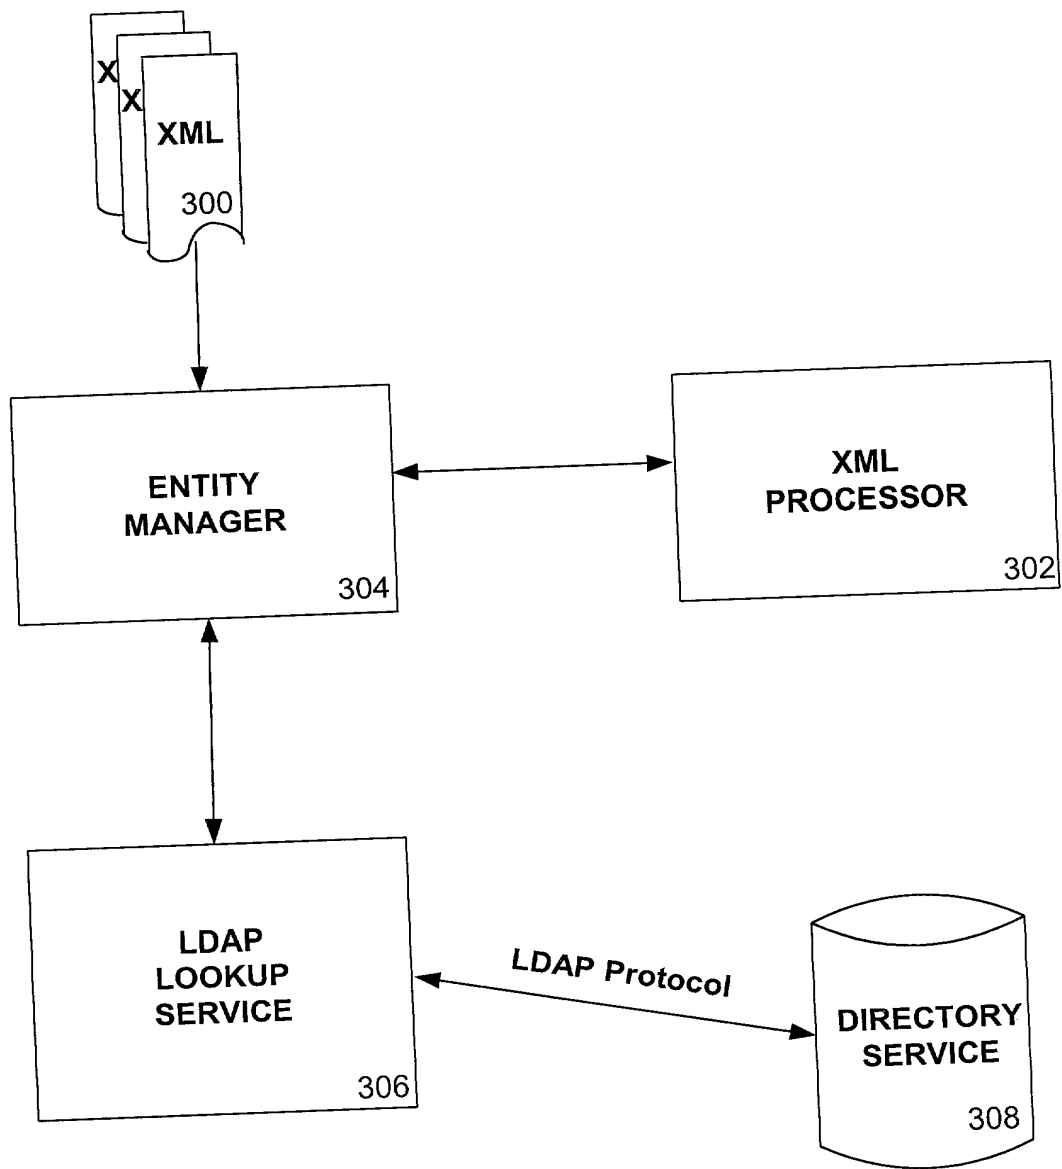 X
X
XML
300
ENTITY
MANAGER
304
XML
PROCESSOR
302
LDAP
LOOKUP
SERVICE
306
LDAP Protocol
DIRECTORY
SERVICE
308